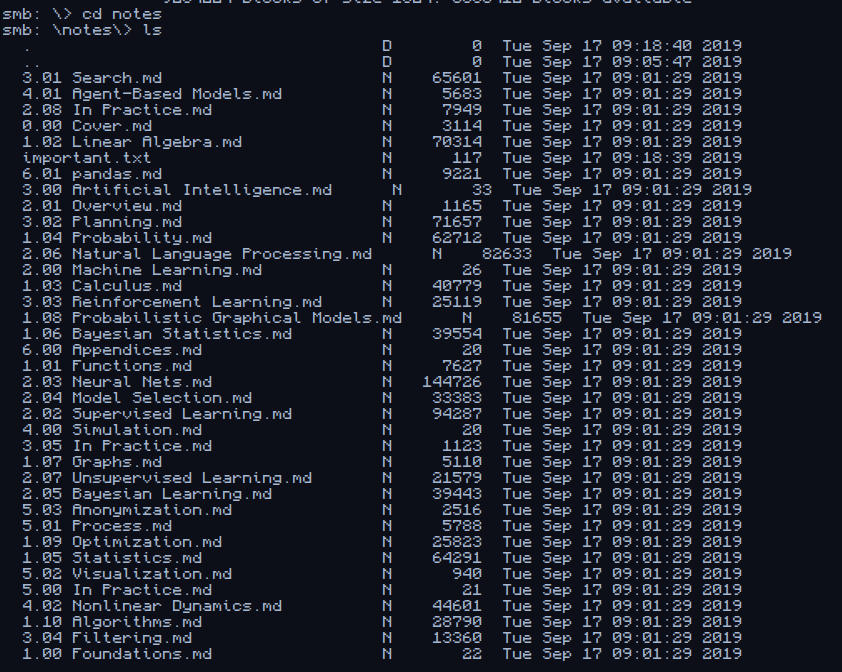 blocks of size 1024. blocks available
smb: \> cd notes
smb: \notes\> ls
. D 0 Tue Sep 17 09:18:40 2019
.. D 0 Tue Sep 17 09:05:47 2019
3.01 Search.md N 65601 Tue Sep 17 09:01:29 2019
4.01 Agent-Based Models.md N 5683 Tue Sep 17 09:01:29 2019
2.08 In Practice.md N 7949 Tue Sep 17 09:01:29 2019
0.00 Cover.md N 3114 Tue Sep 17 09:01:29 2019
1.02 Linear Algebra.md N 70314 Tue Sep 17 09:01:29 2019
important.txt N 117 Tue Sep 17 09:18:39 2019
6.01 pandas.md N 9221 Tue Sep 17 09:01:29 2019
3.00 Artificial Intelligence.md N 33 Tue Sep 17 09:01:29 2019
2.01 Overview.md N 1165 Tue Sep 17 09:01:29 2019
3.02 Planning.md N 71657 Tue Sep 17 09:01:29 2019
1.04 Probability.md N 62712 Tue Sep 17 09:01:29 2019
2.06 Natural Language Processing.md N 82633 Tue Sep 17 09:01:29 2019
2.00 Machine Learning.md N 26 Tue Sep 17 09:01:29 2019
1.03 Calculus.md N 40779 Tue Sep 17 09:01:29 2019
3.03 Reinforcement Learning.md N 25119 Tue Sep 17 09:01:29 2019
1.08 Probabilistic Graphical Models.md N 81655 Tue Sep 17 09:01:29 2019
1.06 Bayesian Statistics.md N 39554 Tue Sep 17 09:01:29 2019
6.00 Appendices.md N 20 Tue Sep 17 09:01:29 2019
1.01 Functions.md N 7627 Tue Sep 17 09:01:29 2019
2.03 Neural Nets.md N 144726 Tue Sep 17 09:01:29 2019
2.04 Model Selection.md N 33383 Tue Sep 17 09:01:29 2019
2.02 Supervised Learning.md N 94287 Tue Sep 17 09:01:29 2019
4.00 Simulation.md N 20 Tue Sep 17 09:01:29 2019
3.05 In Practice.md N 1123 Tue Sep 17 09:01:29 2019
1.07 Graphs.md N 5110 Tue Sep 17 09:01:29 2019
2.07 Unsupervised Learning.md N 21579 Tue Sep 17 09:01:29 2019
2.05 Bayesian Learning.md N 39443 Tue Sep 17 09:01:29 2019
5.03 Anonymization.md N 2516 Tue Sep 17 09:01:29 2019
5.01 Process.md N 5788 Tue Sep 17 09:01:29 2019
1.09 Optimization.md N 25823 Tue Sep 17 09:01:29 2019
1.05 Statistics.md N 64291 Tue Sep 17 09:01:29 2019
5.02 Visualization.md N 940 Tue Sep 17 09:01:29 2019
5.00 In Practice.md N 21 Tue Sep 17 09:01:29 2019
4.02 Nonlinear Dynamics.md N 44601 Tue Sep 17 09:01:29 2019
1.10 Algorithms.md N 28790 Tue Sep 17 09:01:29 2019
3.04 Filtering.md N 13360 Tue Sep 17 09:01:29 2019
1.00 Foundations.md N 22 Tue Sep 17 09:01:29 2019